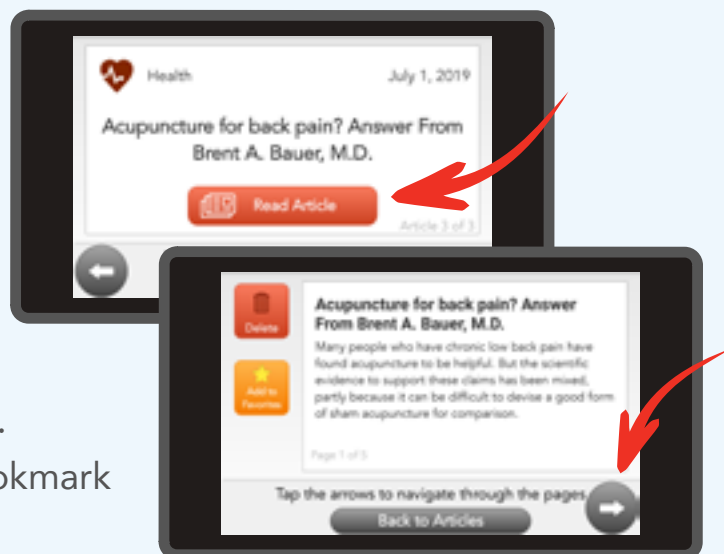 Health
July 1, 2019
Acupuncture for back pain? Answer From
Brent A. Bauer, M.D.
Read Article
Article 3 of 3
Delete
Add to
Favorites
Acupuncture for back pain? Answer
From Brent A. Bauer, M.D.
Many people who have chronic low back pain have
found acupuncture to be helpful. But the scientific
evidence to support these claims has been mixed,
partly because it can be difficult to devise a good form
of sham acupuncture for comparison.
Page 1 of 5
Tap the arrows to navigate through the pages
Back to Articles
.
okmark